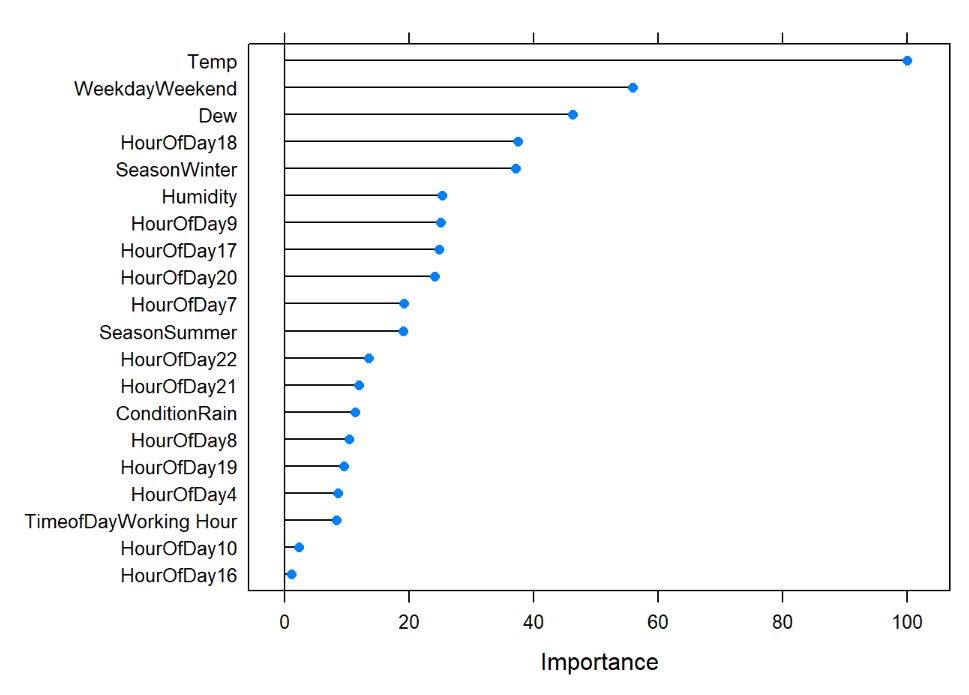 Temp
WeekdayWeekend
Dew
HourOfDay18
SeasonWinter
Humidity
HourOfDay9
HourOfDay17
HourOfDay20
HourOfDay7
SeasonSummer
HourOfDay22
HourOfDay21
ConditionRain
HourOfDay8
HourOfDay19
HourOfDay4
TimeofDayWorking Hour
HourOfDay10
HourOfDay16
0 20 40 60 80 100
Importance